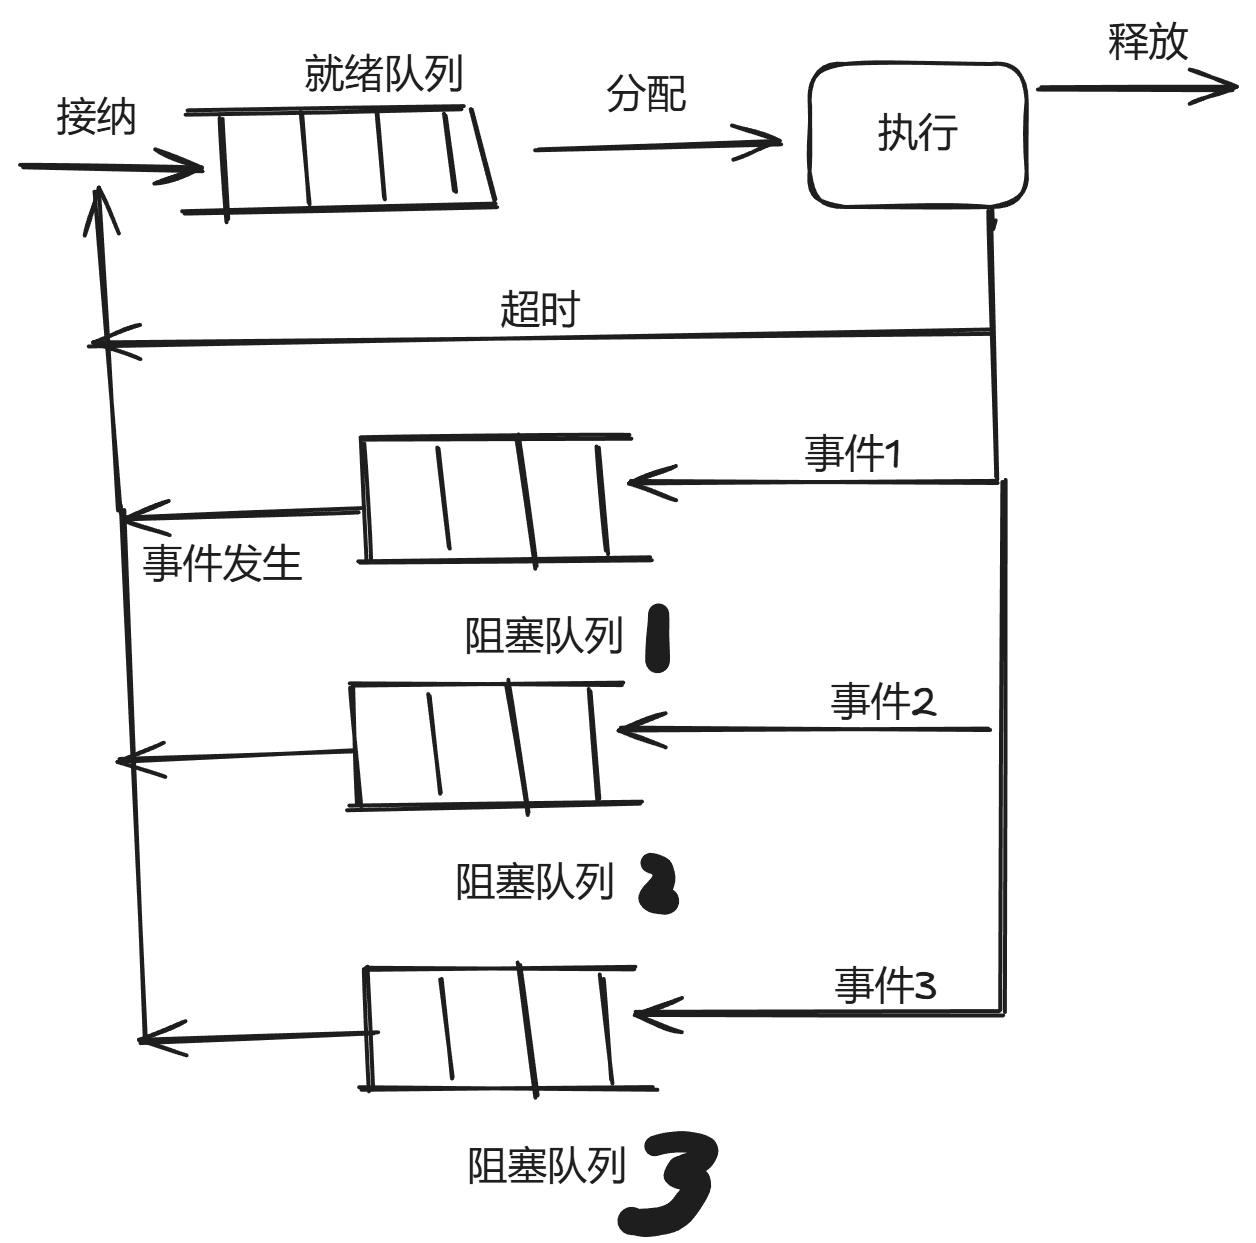 释放
就绪队列
分配
接纳
执行
超时
事件1
事件发生
阻塞队列 1
事件2
阻塞队列 2
事件3
阻塞队列 3